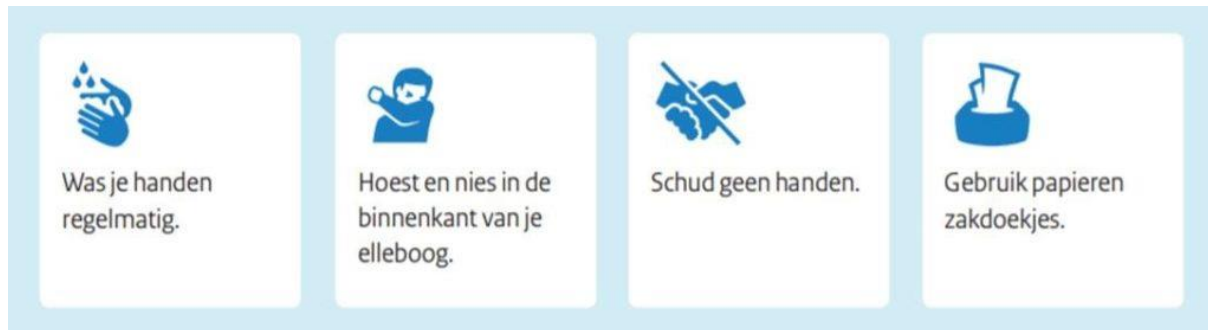 Was je handen
regelmatig.
Hoest en nies in de
binnenkant van je
elleboog.
Schud geen handen.
Gebruik papieren
zakdoekjes.